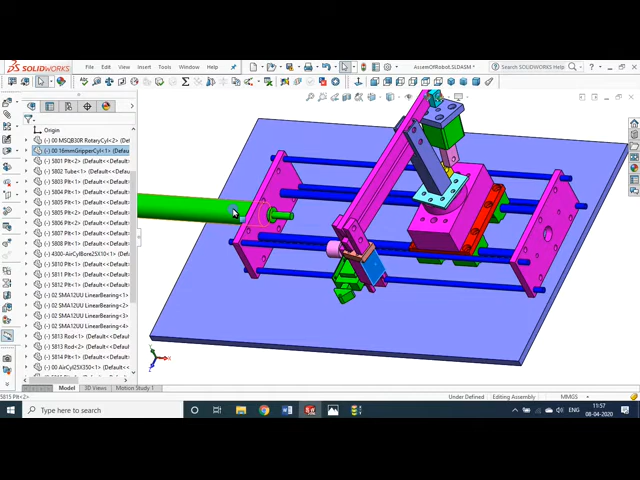 SOLIDWORKS
File Edit View Insert Tools Window Help
AssemOfRobot.SLDASM *
Search SOLIDWORKS Help
Origin
(-) 00 MSQB30R RotaryCyl<2> (Def
(-) 00 16mmGripperCyl<1> (Defaul
(-) 5801 Plt<2> (Default<<Default
(-) 5802 Tube<1> (Default<<Defa
(-) 5803 Plt<1> (Default<<Default
(-) 5804 Plt<1> (Default<<Default
(-) 5805 Plt<1> (Default<<Default
(-) 5805 Plt<2> (Default<<Default
(-) 5806 Plt<1> (Default<<Default
(-) 5807 Plt<1> (Default<<Default
(-) 5808 Plt<1> (Default<<Default
(-) 4300-AirCylBore25X10<1> (De
(-) 5810 Plt<1> (Default<<Default
(-) 5811 Plt<1> (Default<<Default
(-) 5812 Plt<1> (Default<<Default
(-) 02 SMA12UU LinearBearing<1>
(-) 02 SMA12UU LinearBearing<2>
(-) 02 SMA12UU LinearBearing<3>
(-) 02 SMA12UU LinearBearing<4>
(-) 5813 Rod<1> (Default<<Defaul
(-) 5813 Rod<2> (Default<<Defaul
(-) 5814 Plt<1> (Default<<Default
(-) 00 AirCyl25X350<1> (Default<
Model 3D Views Motion Study 1
5815 Plt<2>
Under Defined Editing Assembly MMGS
Type here to search
ENG
11:57
08-04-2020